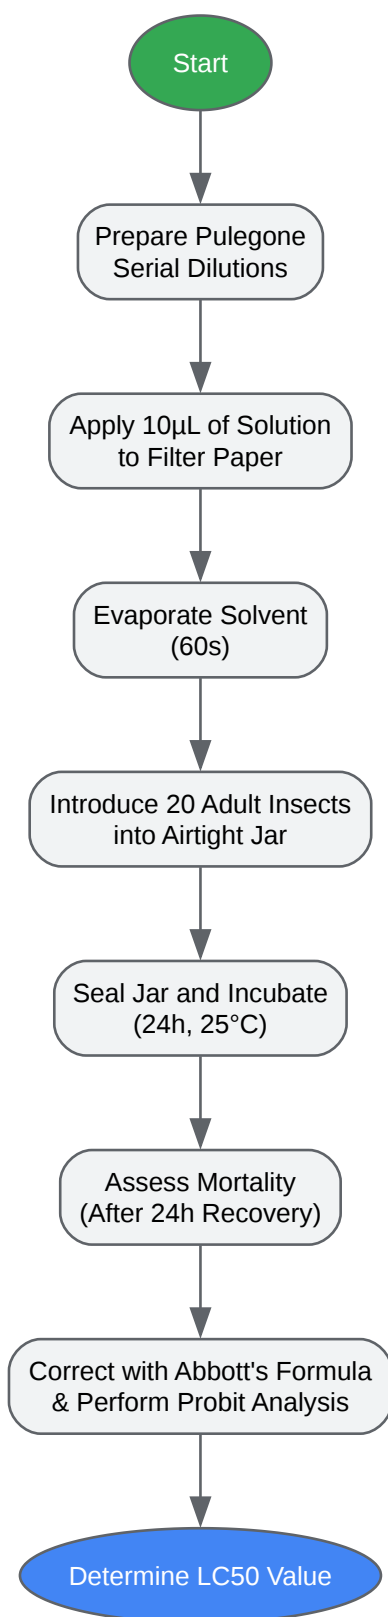 Start
Prepare Pulegone
Serial Dilutions
Apply 10µL of Solution
to Filter Paper
Evaporate Solvent
(60s)
Introduce 20 Adult Insects
into Airtight Jar
Seal Jar and Incubate
(24h, 25°C)
Assess Mortality
(After 24h Recovery)
Correct with Abbott's Formula
& Perform Probit Analysis
Determine LC50 Value